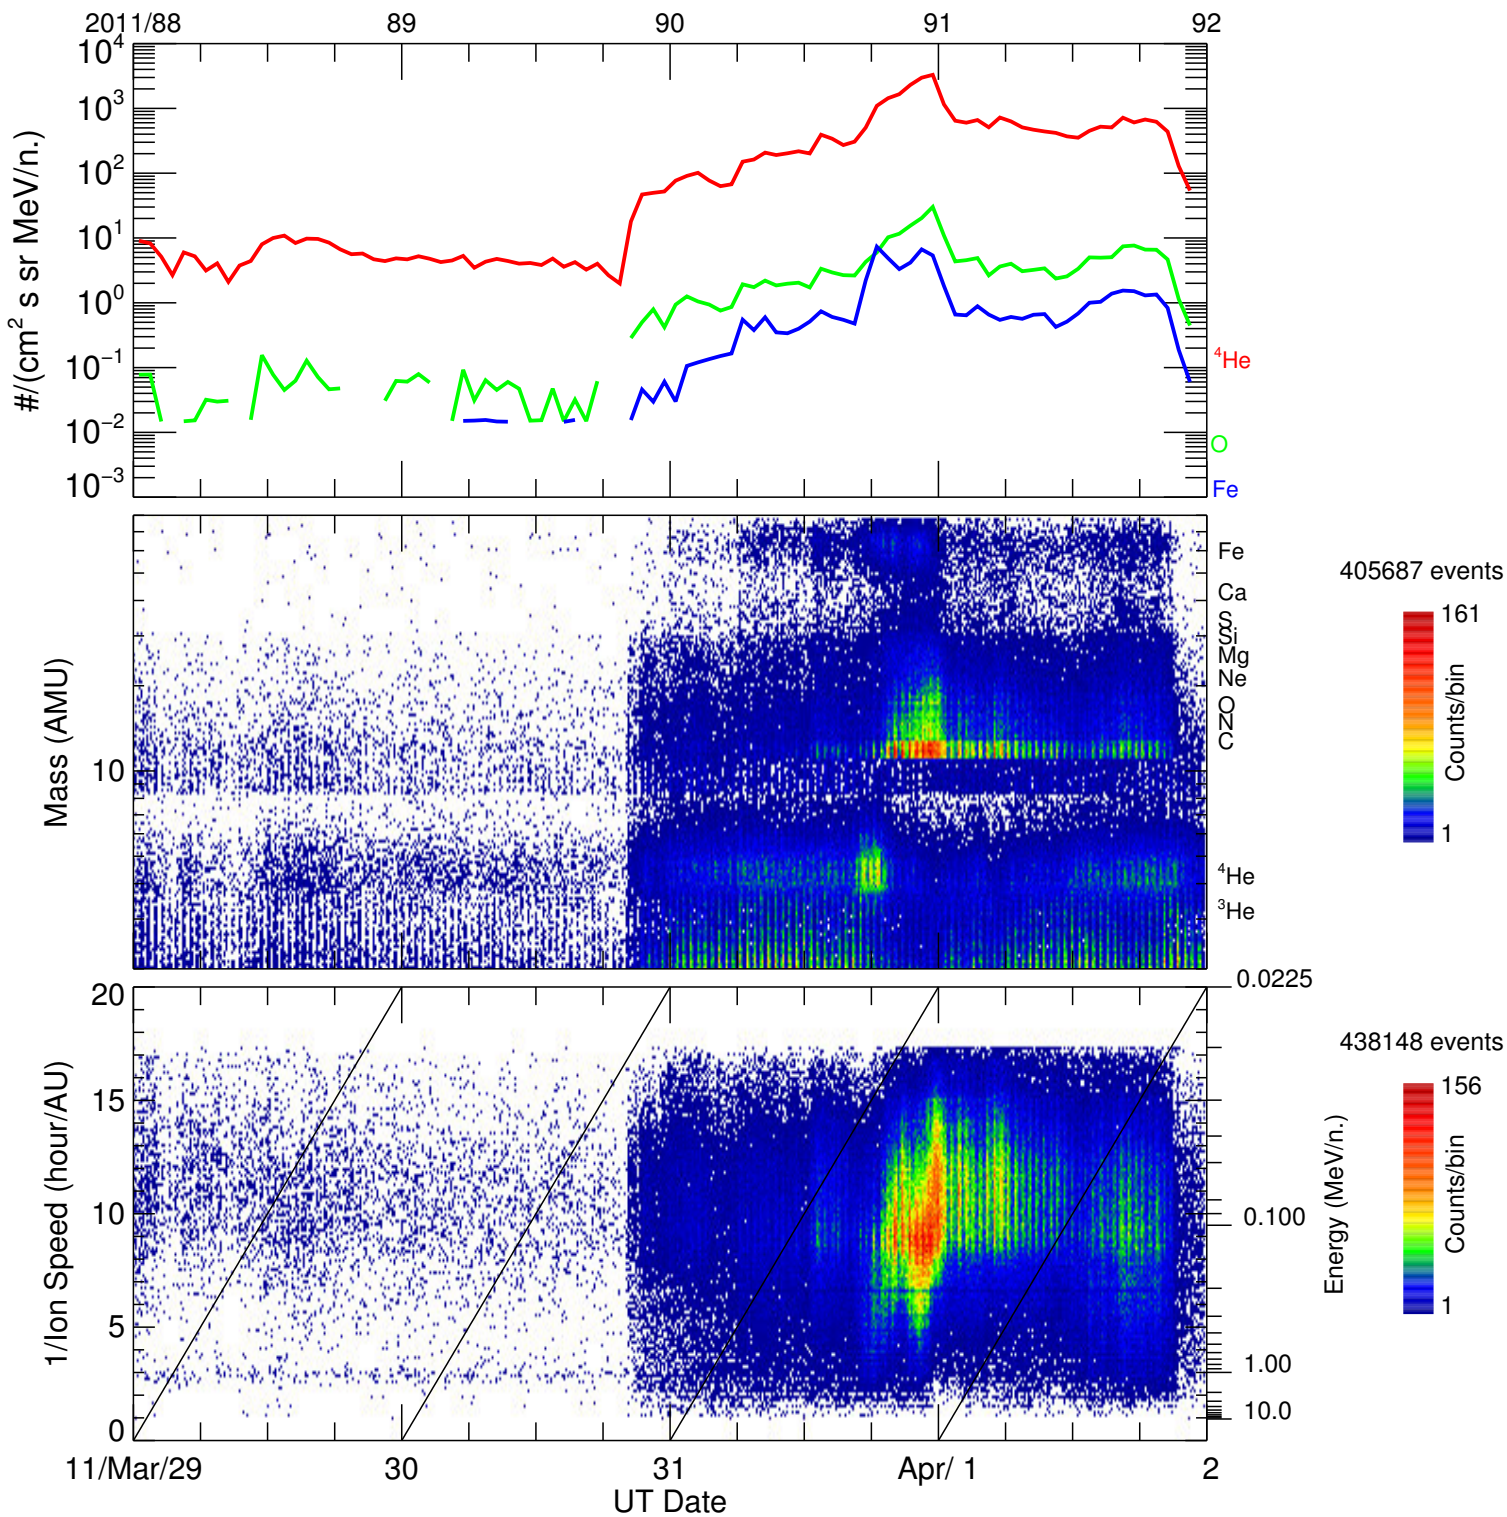 2011/88 89 90 91 92
10^4
10^3
10^2
10^1
10^0
10^−1
10^−2
10^−3
#/(cm^2 s sr MeV/n.)
^4He
O
Fe
Mass (AMU)
10
Fe
Ca
S
Si
Mg
Ne
O
N
C
^4He
^3He
405687 events
161
Counts/bin
1
1/Ion Speed (hour/AU)
20
15
10
5
0
0.0225
0.100
1.00
10.0
Energy (MeV/n.)
438148 events
156
Counts/bin
1
11/Mar/29 30 31 Apr/ 1 2
UT Date